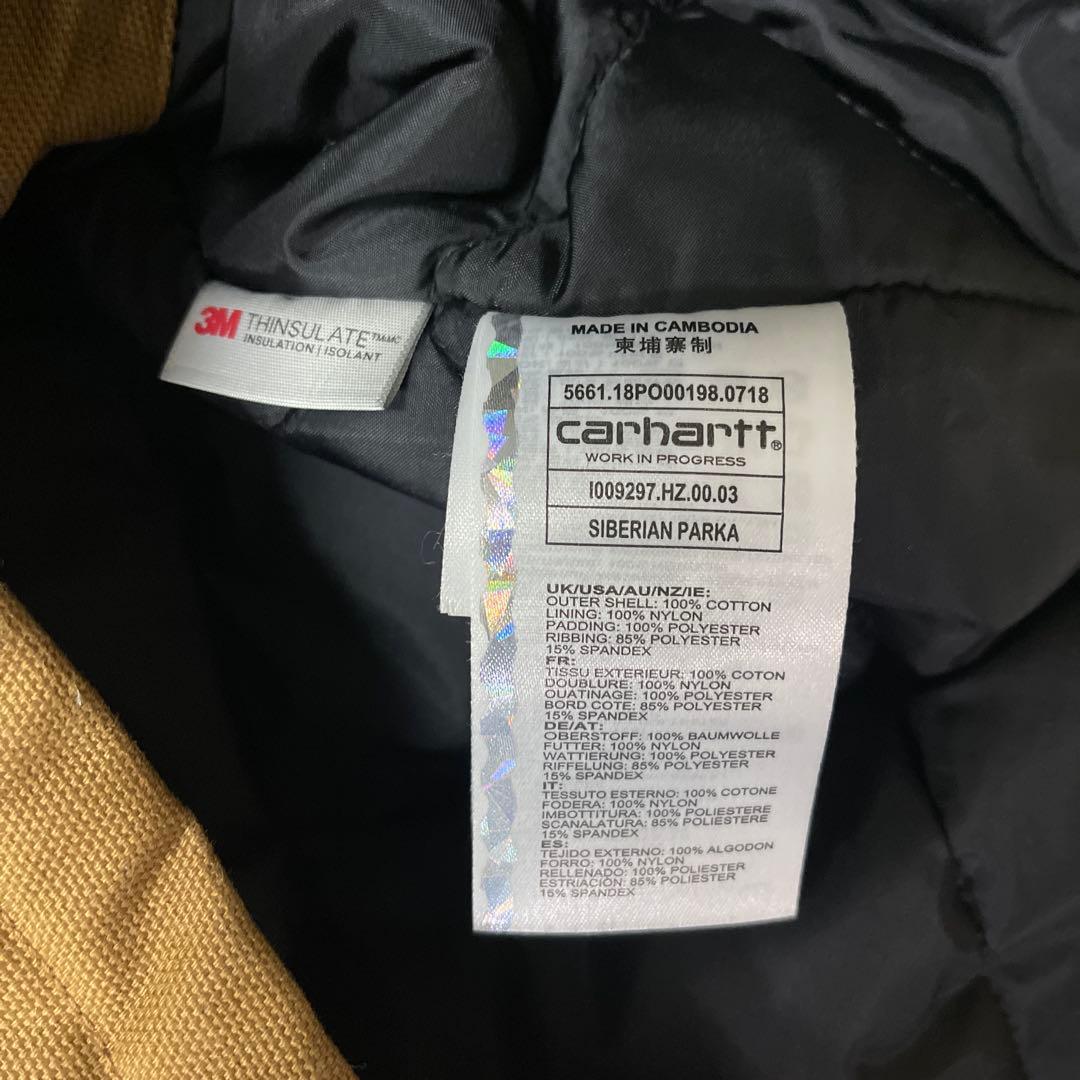 3M THINSULATE™/MC
INSULATION | ISOLANT
MADE IN CAMBODIA
柬埔寨制
5661.18PO00198.0718
carhartt®
WORK IN PROGRESS
I009297.HZ.00.03
SIBERIAN PARKA
UK/USA/AU/NZ/IE:
OUTER SHELL: 100% COTTON
LINING: 100% NYLON
PADDING: 100% POLYESTER
RIBBING: 85% POLYESTER
15% SPANDEX
FR:
TISSU EXTERIEUR: 100% COTON
DOUBLURE: 100% NYLON
OUATINAGE: 100% POLYESTER
BORD COTE: 85% POLYESTER
15% SPANDEX
DE/AT:
OBERSTOFF: 100% BAUMWOLLE
FUTTER: 100% NYLON
WATTIERUNG: 100% POLYESTER
RIFFELUNG: 85% POLYESTER
15% SPANDEX
IT:
TESSUTO ESTERNO: 100% COTONE
FODERA: 100% NYLON
IMBOTTITURA: 100% POLIESTERE
SCANALATURA: 85% POLIESTERE
15% SPANDEX
ES:
TEJIDO EXTERNO: 100% ALGODON
FORRO: 100% NYLON
RELLENADO: 100% POLIESTER
ESTRIACIÓN: 85% POLIESTER
15% SPANDEX